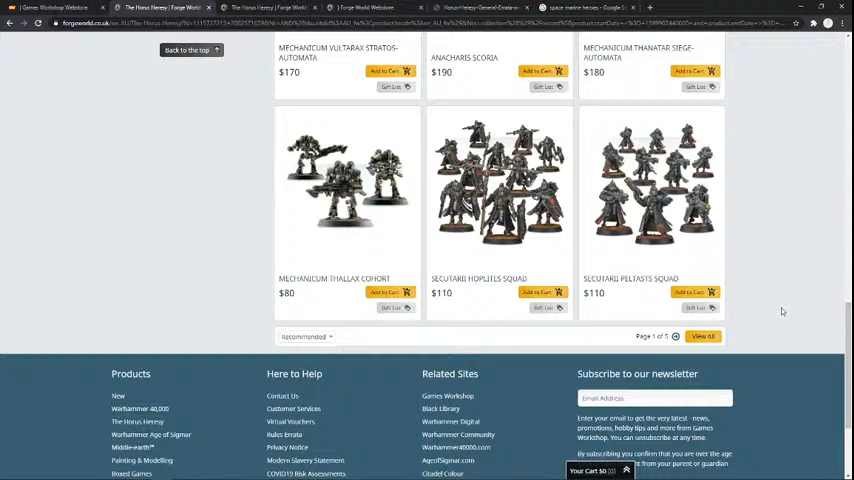 Games Workshop Webstore
The Horus Heresy | Forge World
The Horus Heresy | Forge World
| Forge World Webstore
Horus-Heresy-General-Errata-
space marine heroes - Google Se
Back to the top
MECHANICUM VULTARAX STRATOS-
AUTOMATA
$170
Add to Cart
Gift List
ANACHARIS SCORIA
$190
Add to Cart
Gift List
MECHANICUM THANATAR SIEGE-
AUTOMATA
$180
Add to Cart
Gift List
MECHANICUM THALLAX COHORT
$80
Add to Cart
Gift List
SECUTARII HOPLITES SQUAD
$110
Add to Cart
Gift List
SECUTARII PELTASTS SQUAD
$110
Add to Cart
Gift List
Recommended
Page 1 of 5
View All
Products
New
Warhammer 40,000
The Horus Heresy
Warhammer Age of Sigmar
Middle-earth™
Painting & Modelling
Boxed Games
Here to Help
Contact Us
Customer Services
Virtual Vouchers
Rules Errata
Privacy Notice
Modern Slavery Statement
COVID19 Risk Assessments
Related Sites
Games Workshop
Black Library
Warhammer Digital
Warhammer Community
Warhammer40000.com
AgeofSigmar.com
Citadel Colour
Subscribe to our newsletter
Email Address
Enter your email to get the very latest - news,
promotions, hobby tips and more from Games
Workshop. You can unsubscribe at any time.
By subscribing you confirm that you are over the age
nt from your parent or guardian
Your Cart $0 (0)